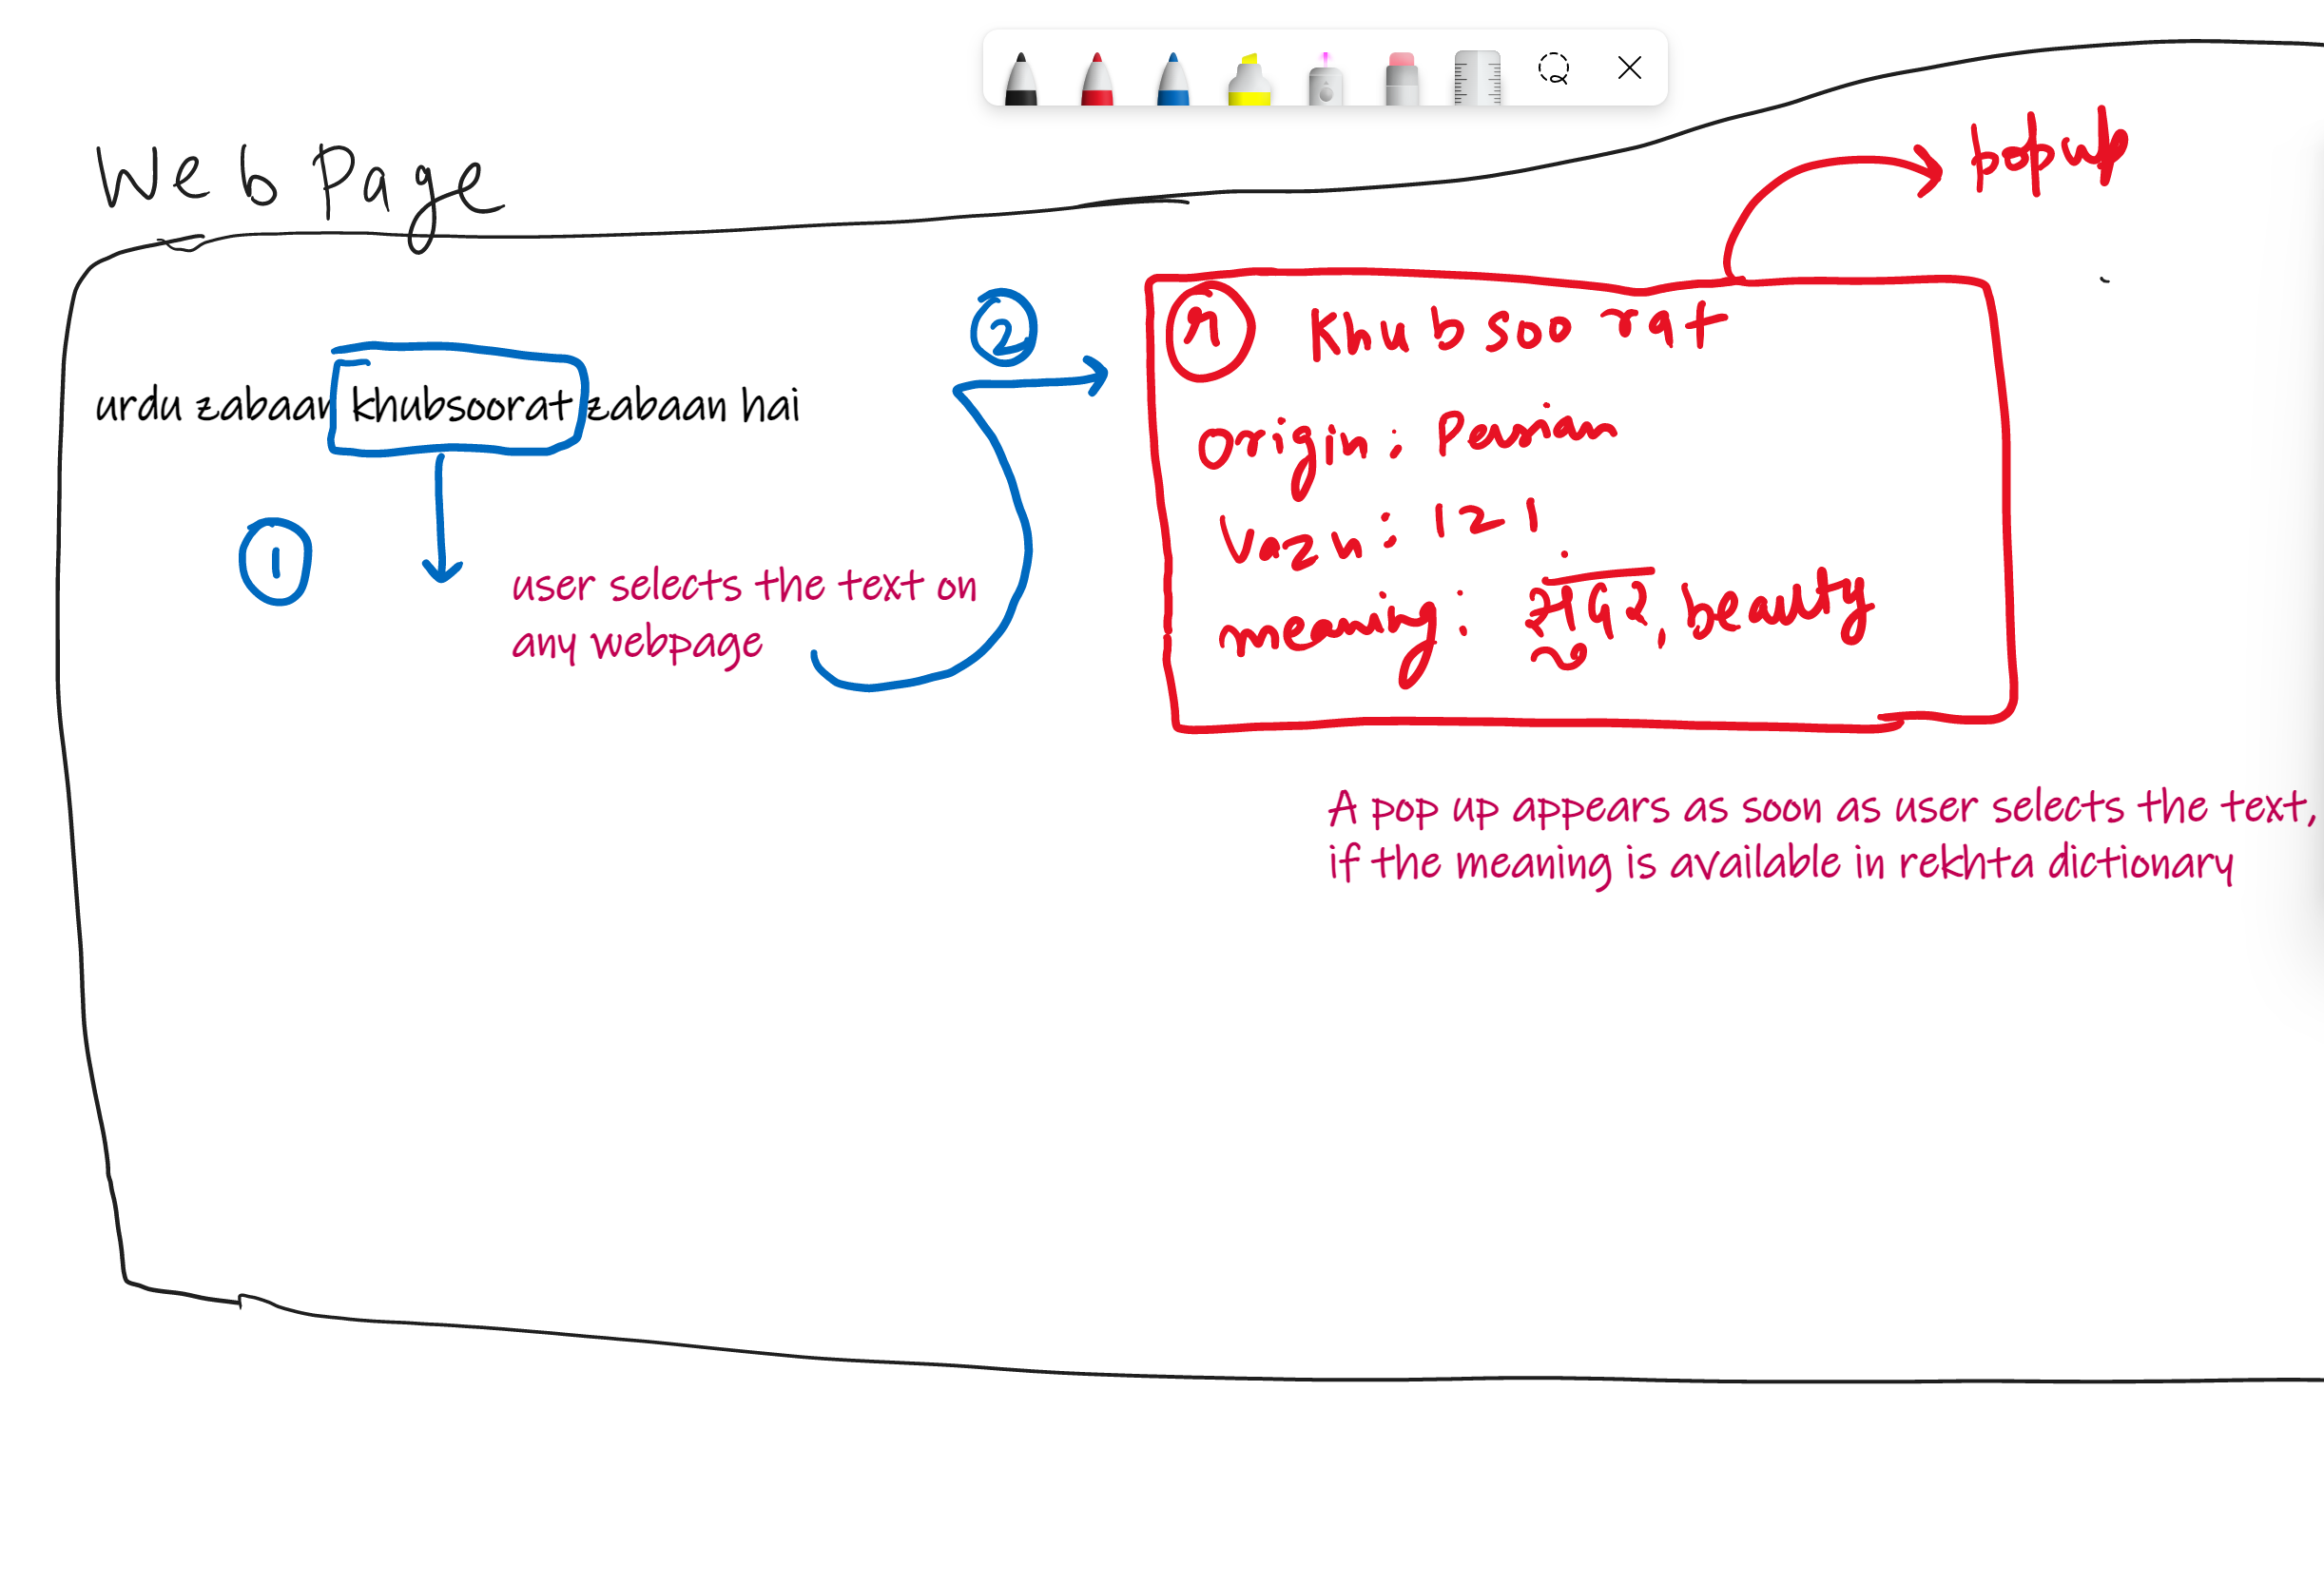 Web Page
popup
2
Khubsoorat
urdu zabaan khubsoorat zabaan hai
origin: Persian
Vazn: 121
1
user selects the text on
any webpage
meaning: सुंदर, beauty
A pop up appears as soon as user selects the text,
if the meaning is available in rekhta dictionary